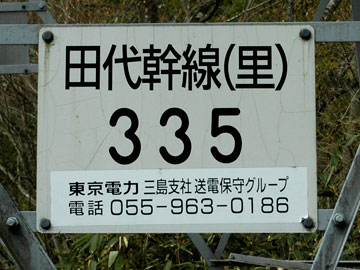 田代幹線(里)
335
東京電力 三島支社 送電保守グループ
電話 055-963-0186